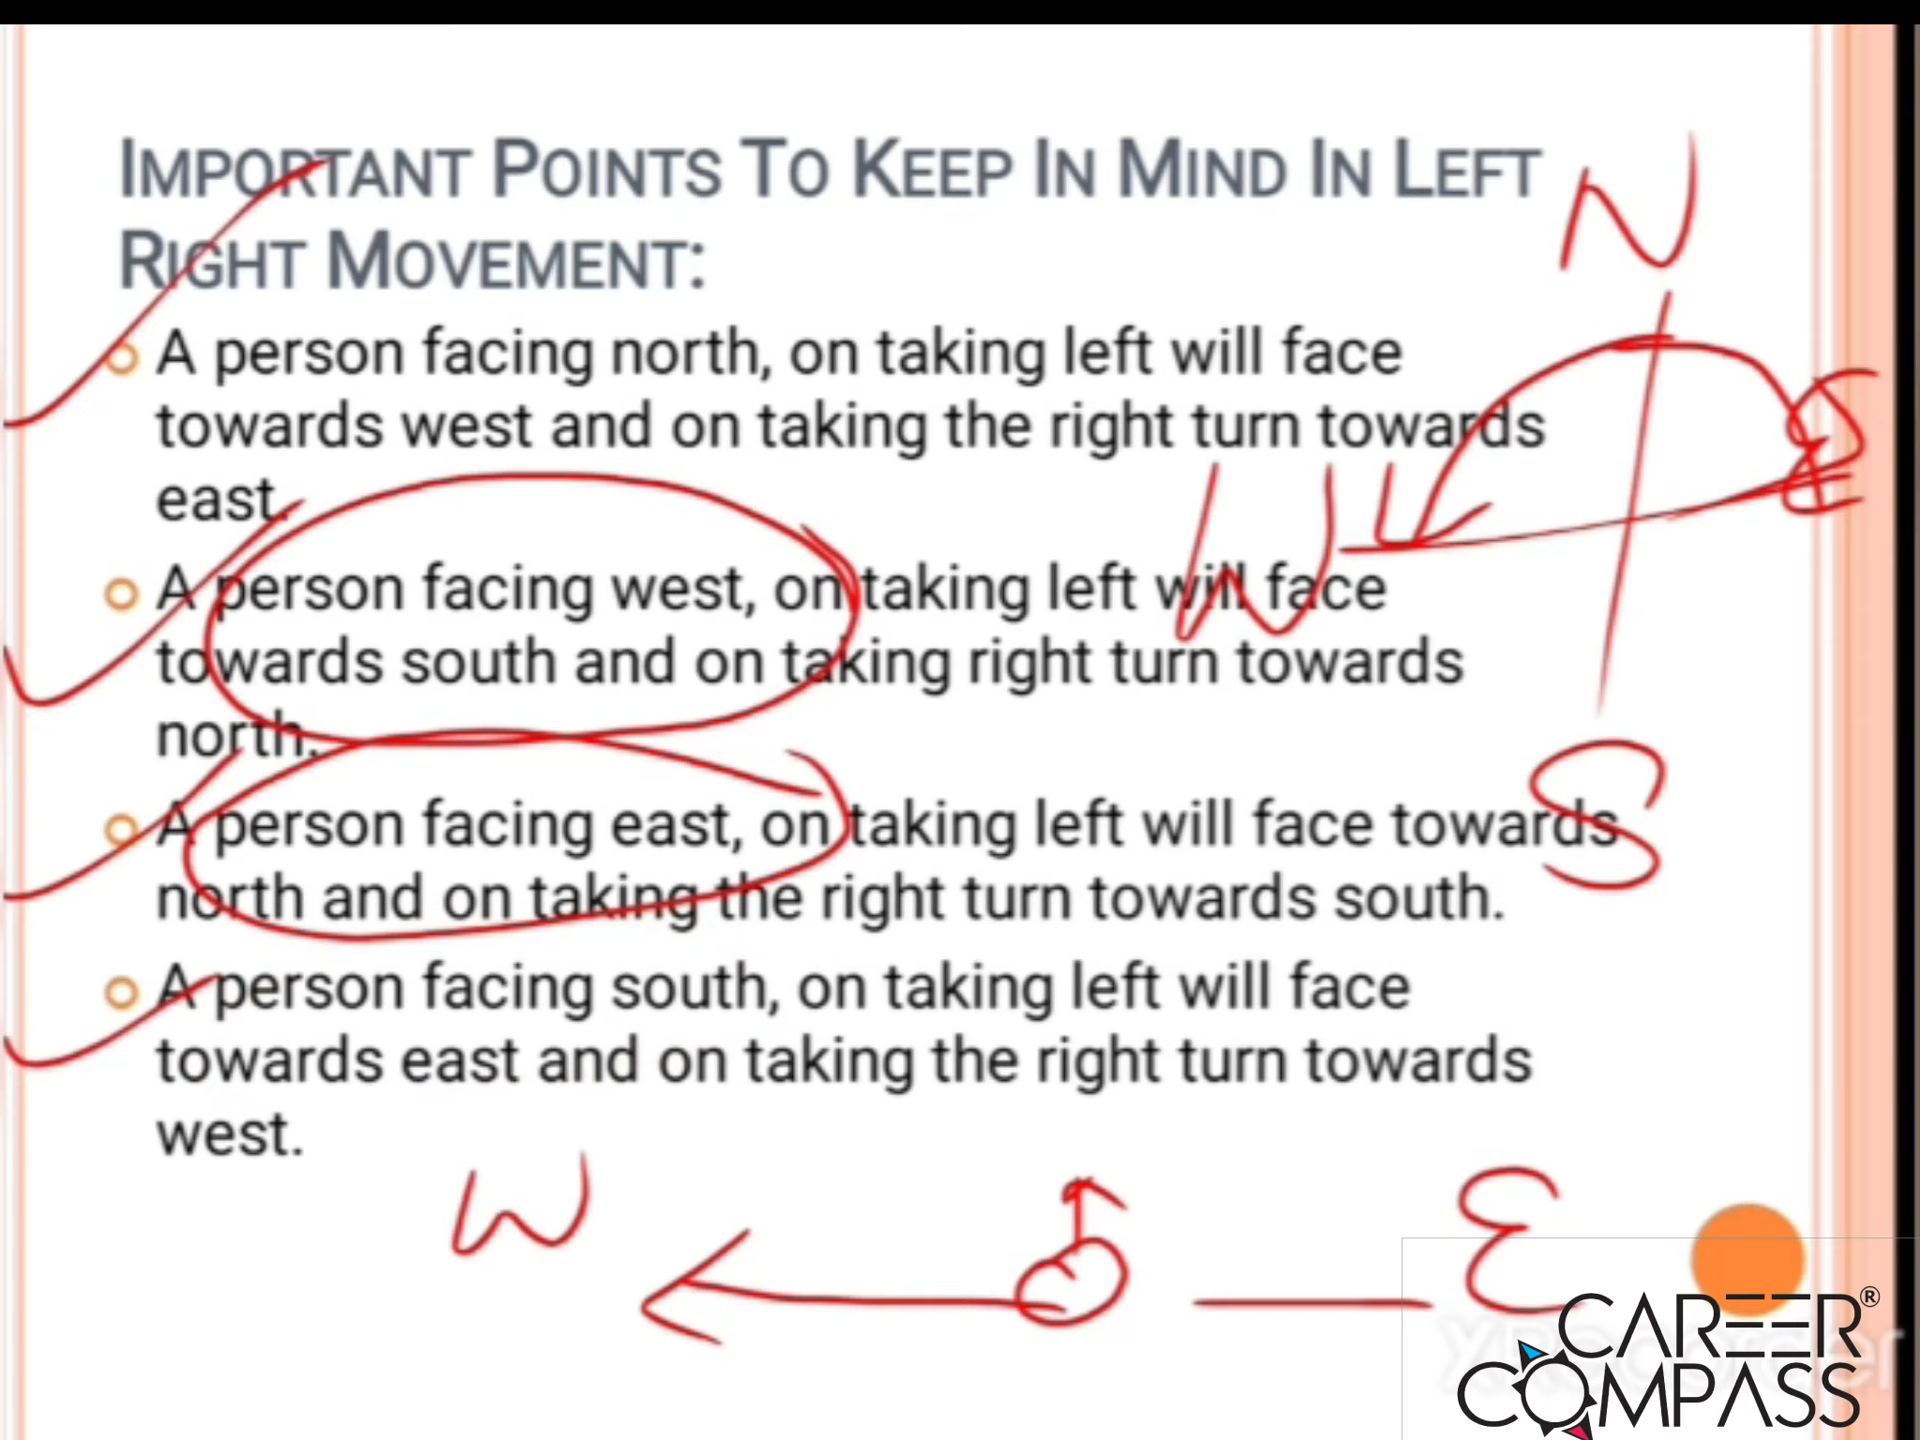 IMPORTANT POINTS TO KEEP IN MIND IN LEFT
RIGHT MOVEMENT:
A person facing north, on taking left will face
towards west and on taking the right turn towards
east.
A person facing west, on taking left will face
towards south and on taking right turn towards
north.
A person facing east, on taking left will face towards
north and on taking the right turn towards south.
A person facing south, on taking left will face
towards east and on taking the right turn towards
west.
N
W
S
W
E
CAREER®
COMPASS